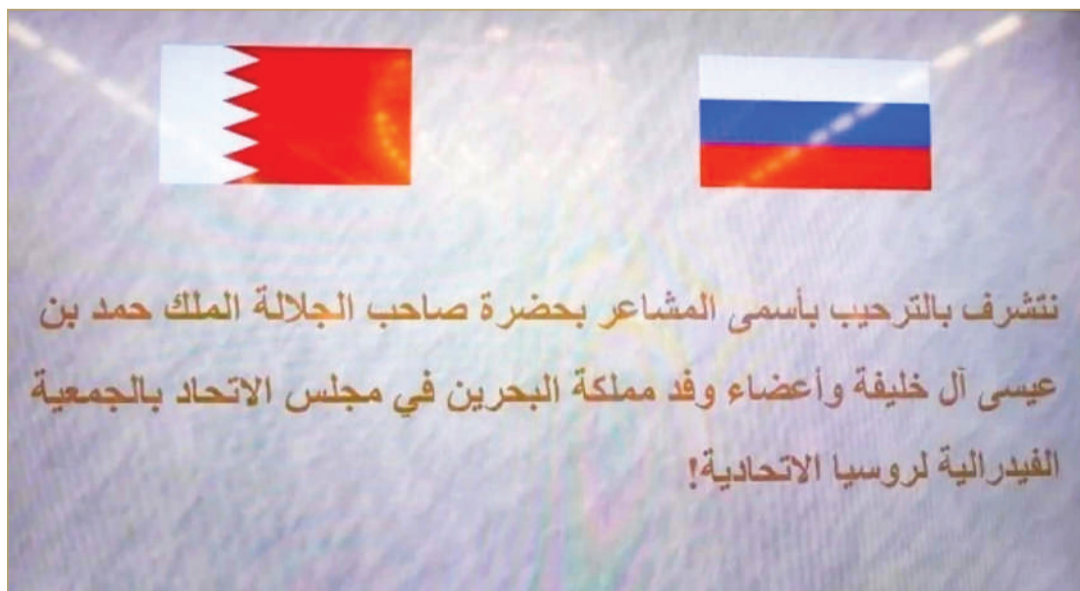 نتشرف بالترحيب بأسمى المشاعر بحضرة صاحب الجلالة الملك حمد بن
عيسى آل خليفة وأعضاء وفد مملكة البحرين في مجلس الاتحاد بالجمعية
الفيدرالية لروسيا الاتحادية!